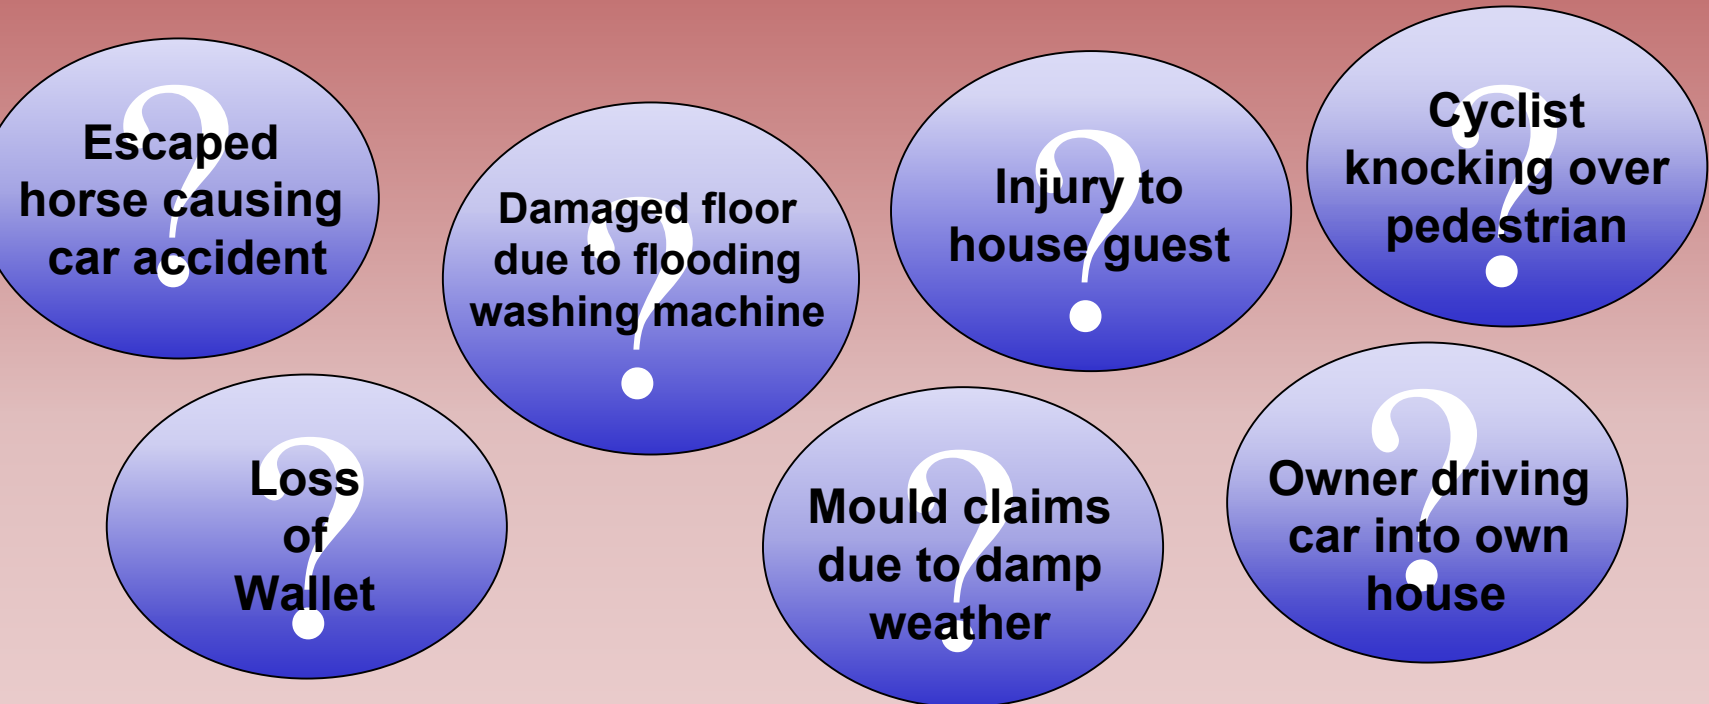 Escaped
horse causing
car accident
Damaged floor
due to flooding
washing machine
Injury to
house guest
Cyclist
knocking over
pedestrian
Loss
of
Wallet
Mould claims
due to damp
weather
Owner driving
car into own
house
?
?
?
?
?
?
?